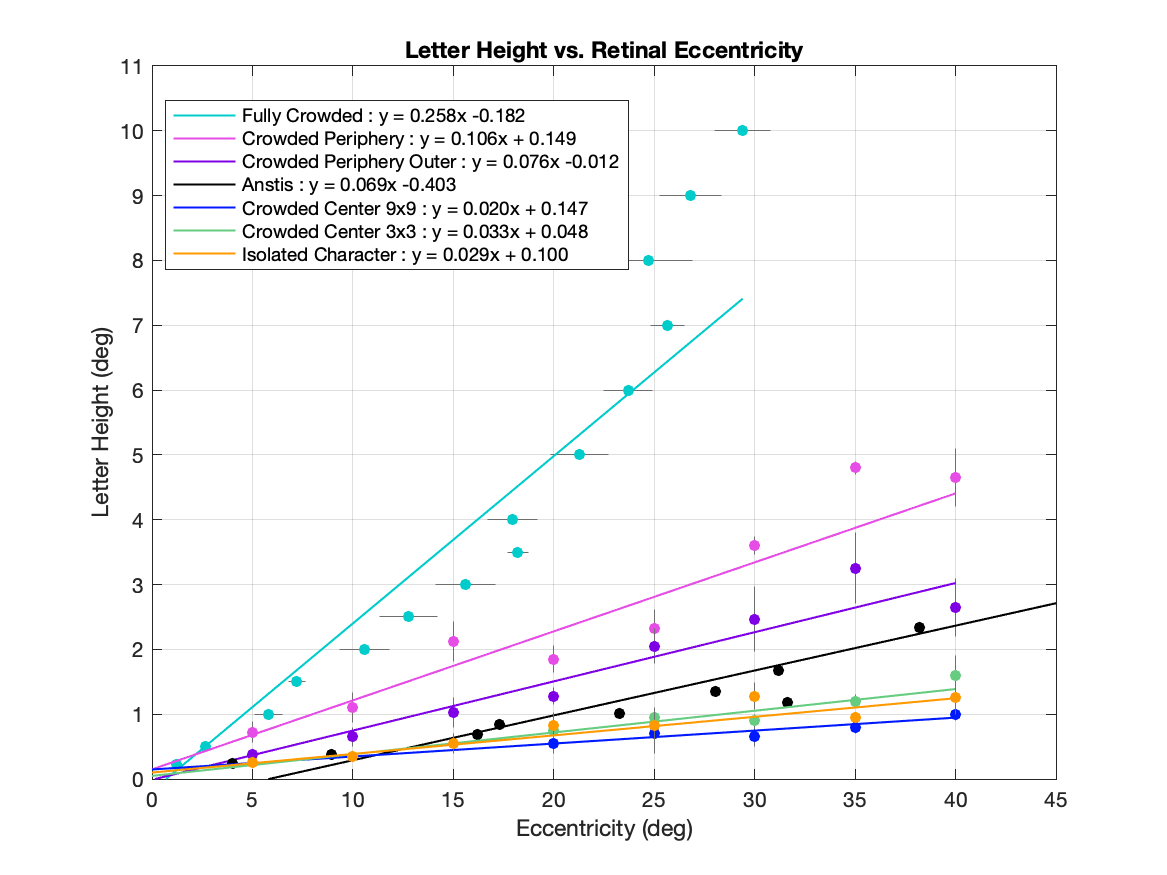 Letter Height vs. Retinal Eccentricity
11
10
9
8
7
6
5
4
3
2
1
0
Letter Height (deg)
Fully Crowded : y = 0.258x -0.182
Crowded Periphery : y = 0.106x + 0.149
Crowded Periphery Outer : y = 0.076x -0.012
Anstis : y = 0.069x -0.403
Crowded Center 9x9 : y = 0.020x + 0.147
Crowded Center 3x3 : y = 0.033x + 0.048
Isolated Character : y = 0.029x + 0.100
0 5 10 15 20 25 30 35 40 45
Eccentricity (deg)